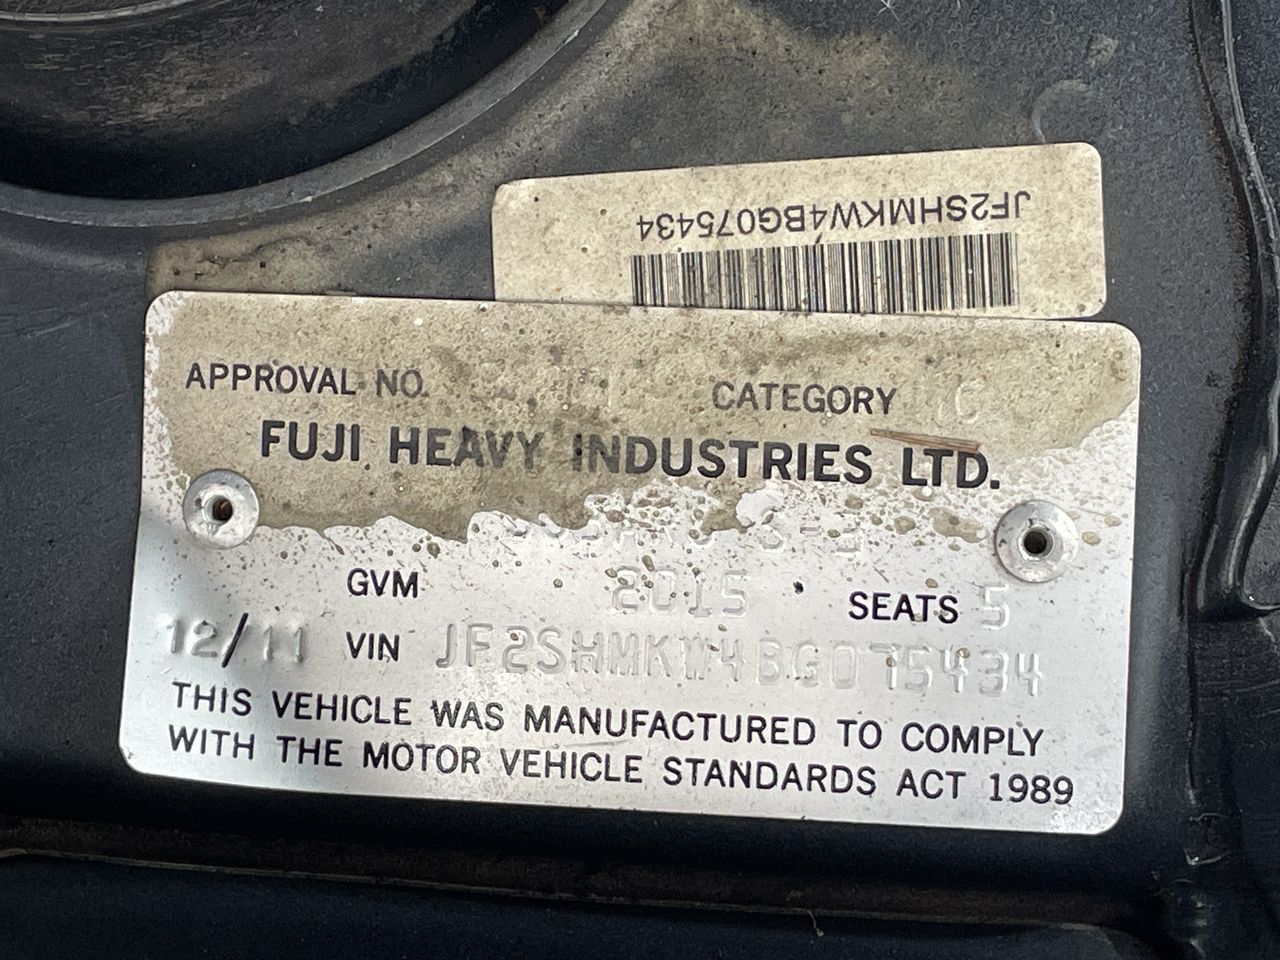 JF2SHMKW4BG075434
APPROVAL NO. CATEGORY
FUJI HEAVY INDUSTRIES LTD.
GVM 2015 SEATS 5
12/11 VIN JF2SHMKW4BG075434
THIS VEHICLE WAS MANUFACTURED TO COMPLY
WITH THE MOTOR VEHICLE STANDARDS ACT 1989